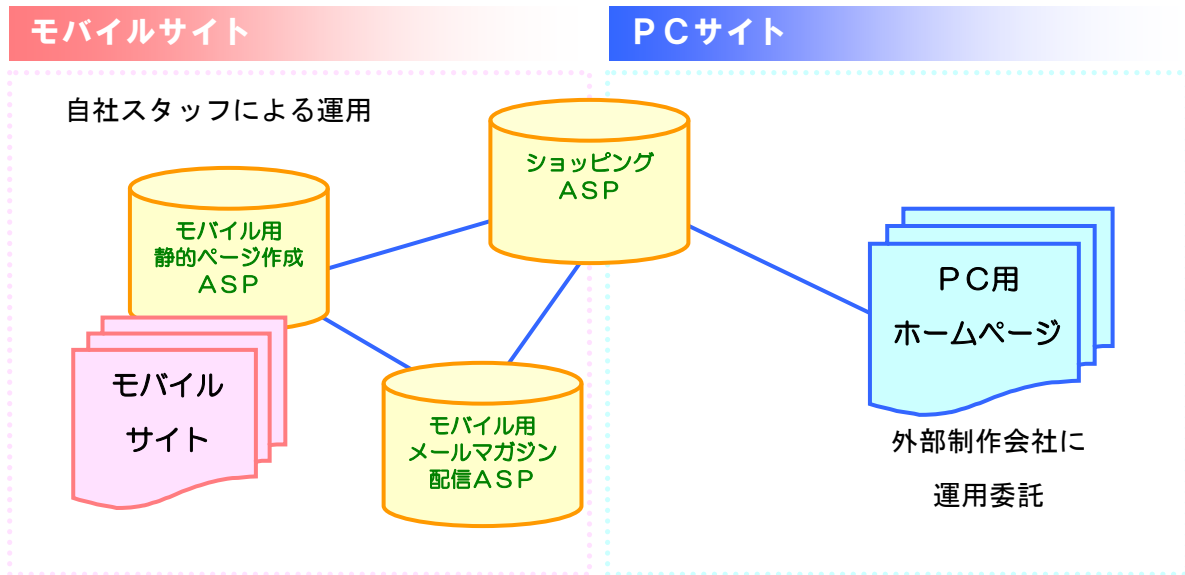 モバイルサイト
ＰＣサイト
自社スタッフによる運用
ショッピング
ＡＳＰ
モバイル用
静的ページ作成
ＡＳＰ
モバイル
サイト
モバイル用
メールマガジン
配信ＡＳＰ
ＰＣ用
ホームページ
外部制作会社に
運用委託